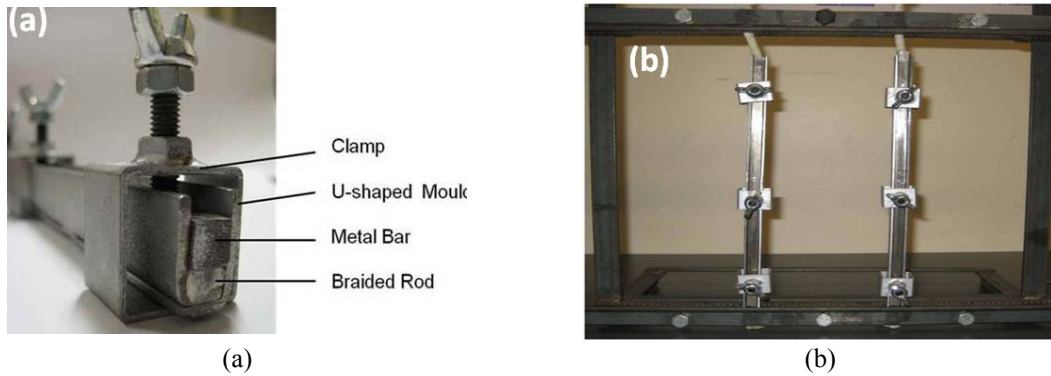 (a)
Clamp
U-shaped Mould
Metal Bar
Braided Rod
(b)
(a)
(b)